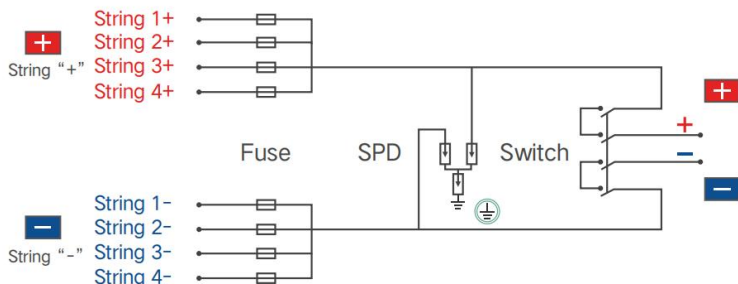 String 1+
String 2+
String 3+
String 4+
+
String "+"
Fuse
SPD
Switch
+
−
+
−
String 1-
String 2-
String 3-
String 4-
−
String "-"